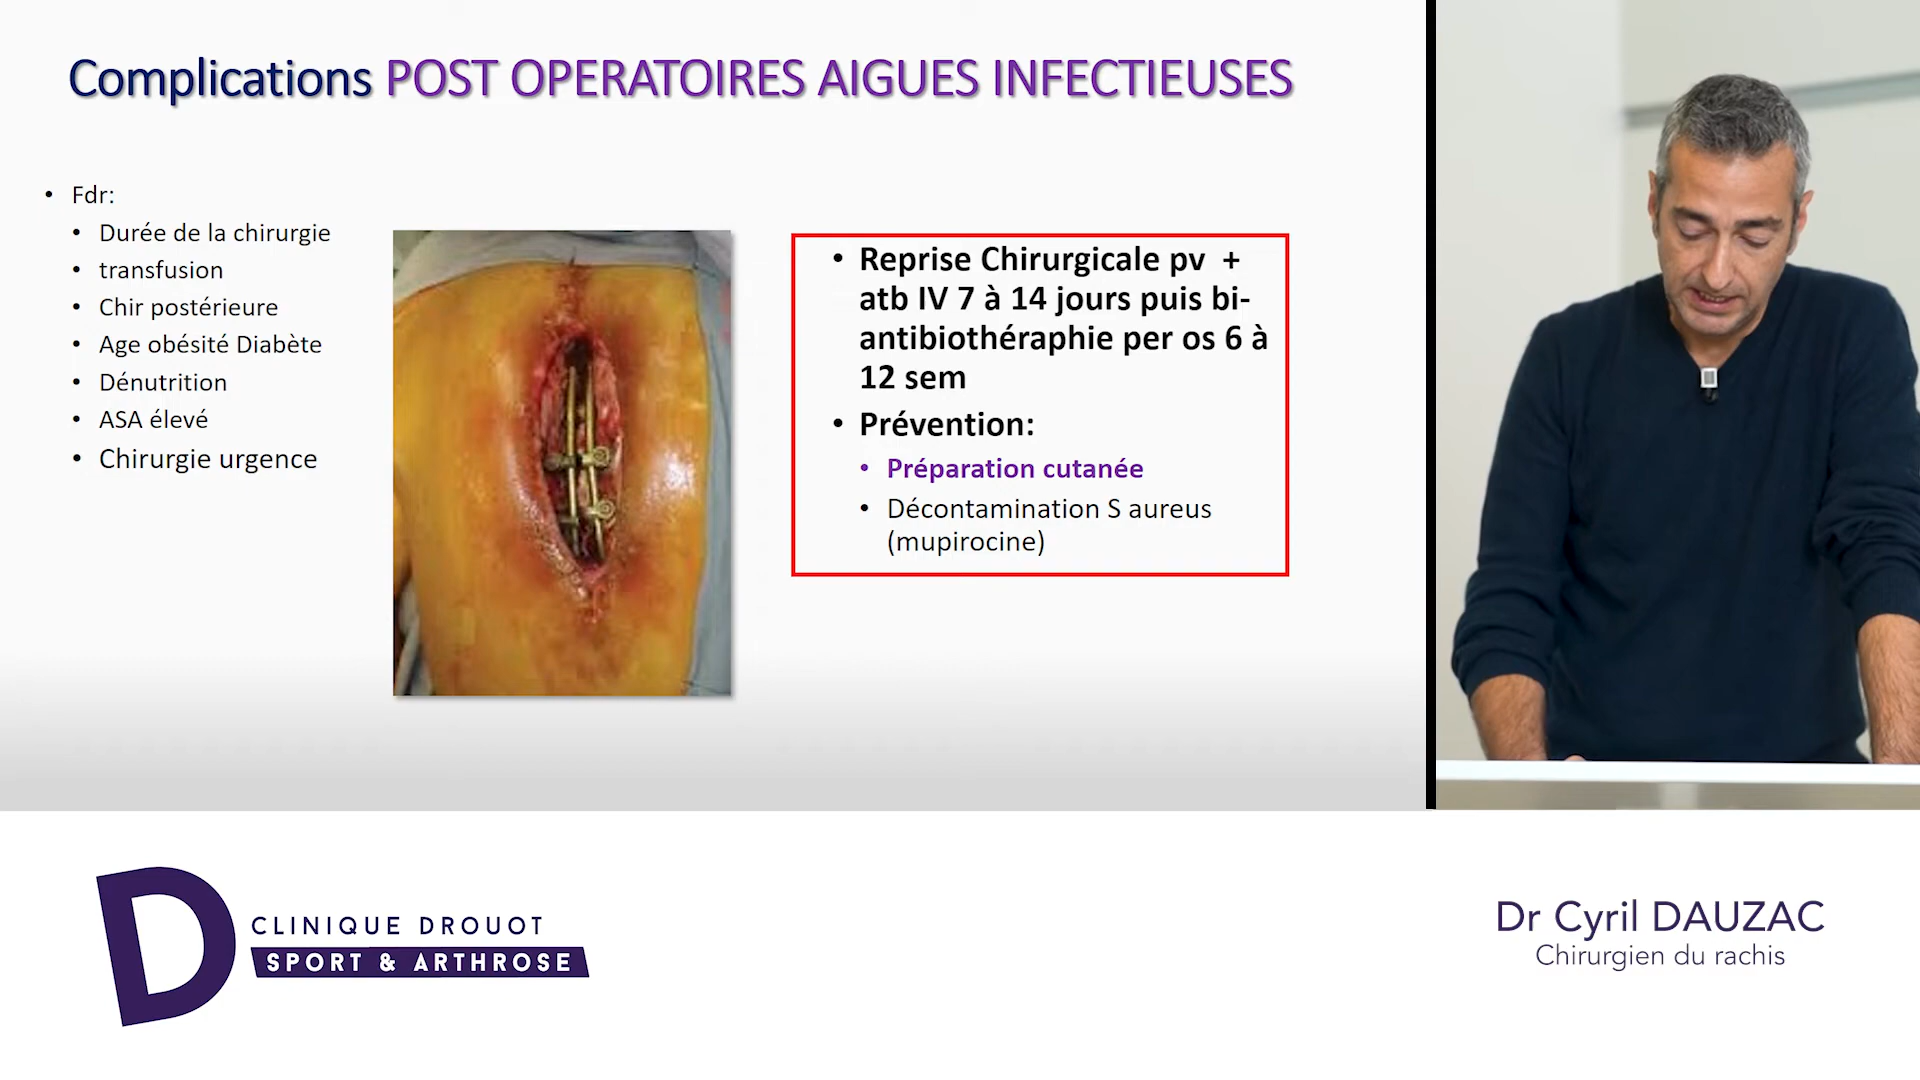 Complications POST OPERATOIRES AIGUES INFECTIEUSES
• Fdr:
• Durée de la chirurgie
• transfusion
• Chir postérieure
• Age obésité Diabète
• Dénutrition
• ASA élevé
• Chirurgie urgence
• Reprise Chirurgicale pv +
atb IV 7 à 14 jours puis bi-
antibiothéraphie per os 6 à
12 sem
• Prévention:
• Préparation cutanée
• Décontamination S aureus
(mupirocine)
D
CLINIQUE DROUOT
SPORT & ARTHROSE
Dr Cyril DAUZAC
Chirurgien du rachis